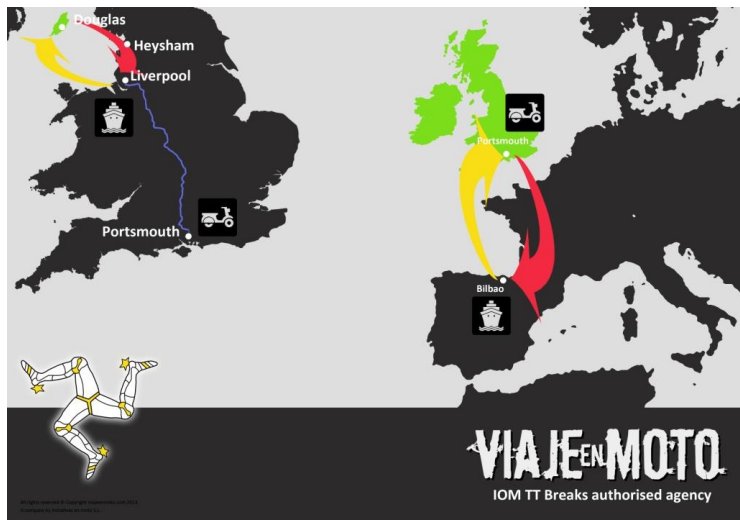 Douglas
Heysham
Liverpool
Portsmouth
Portsmouth
Bilbao
VIAJE EN MOTO
IOM TT Breaks authorised agency